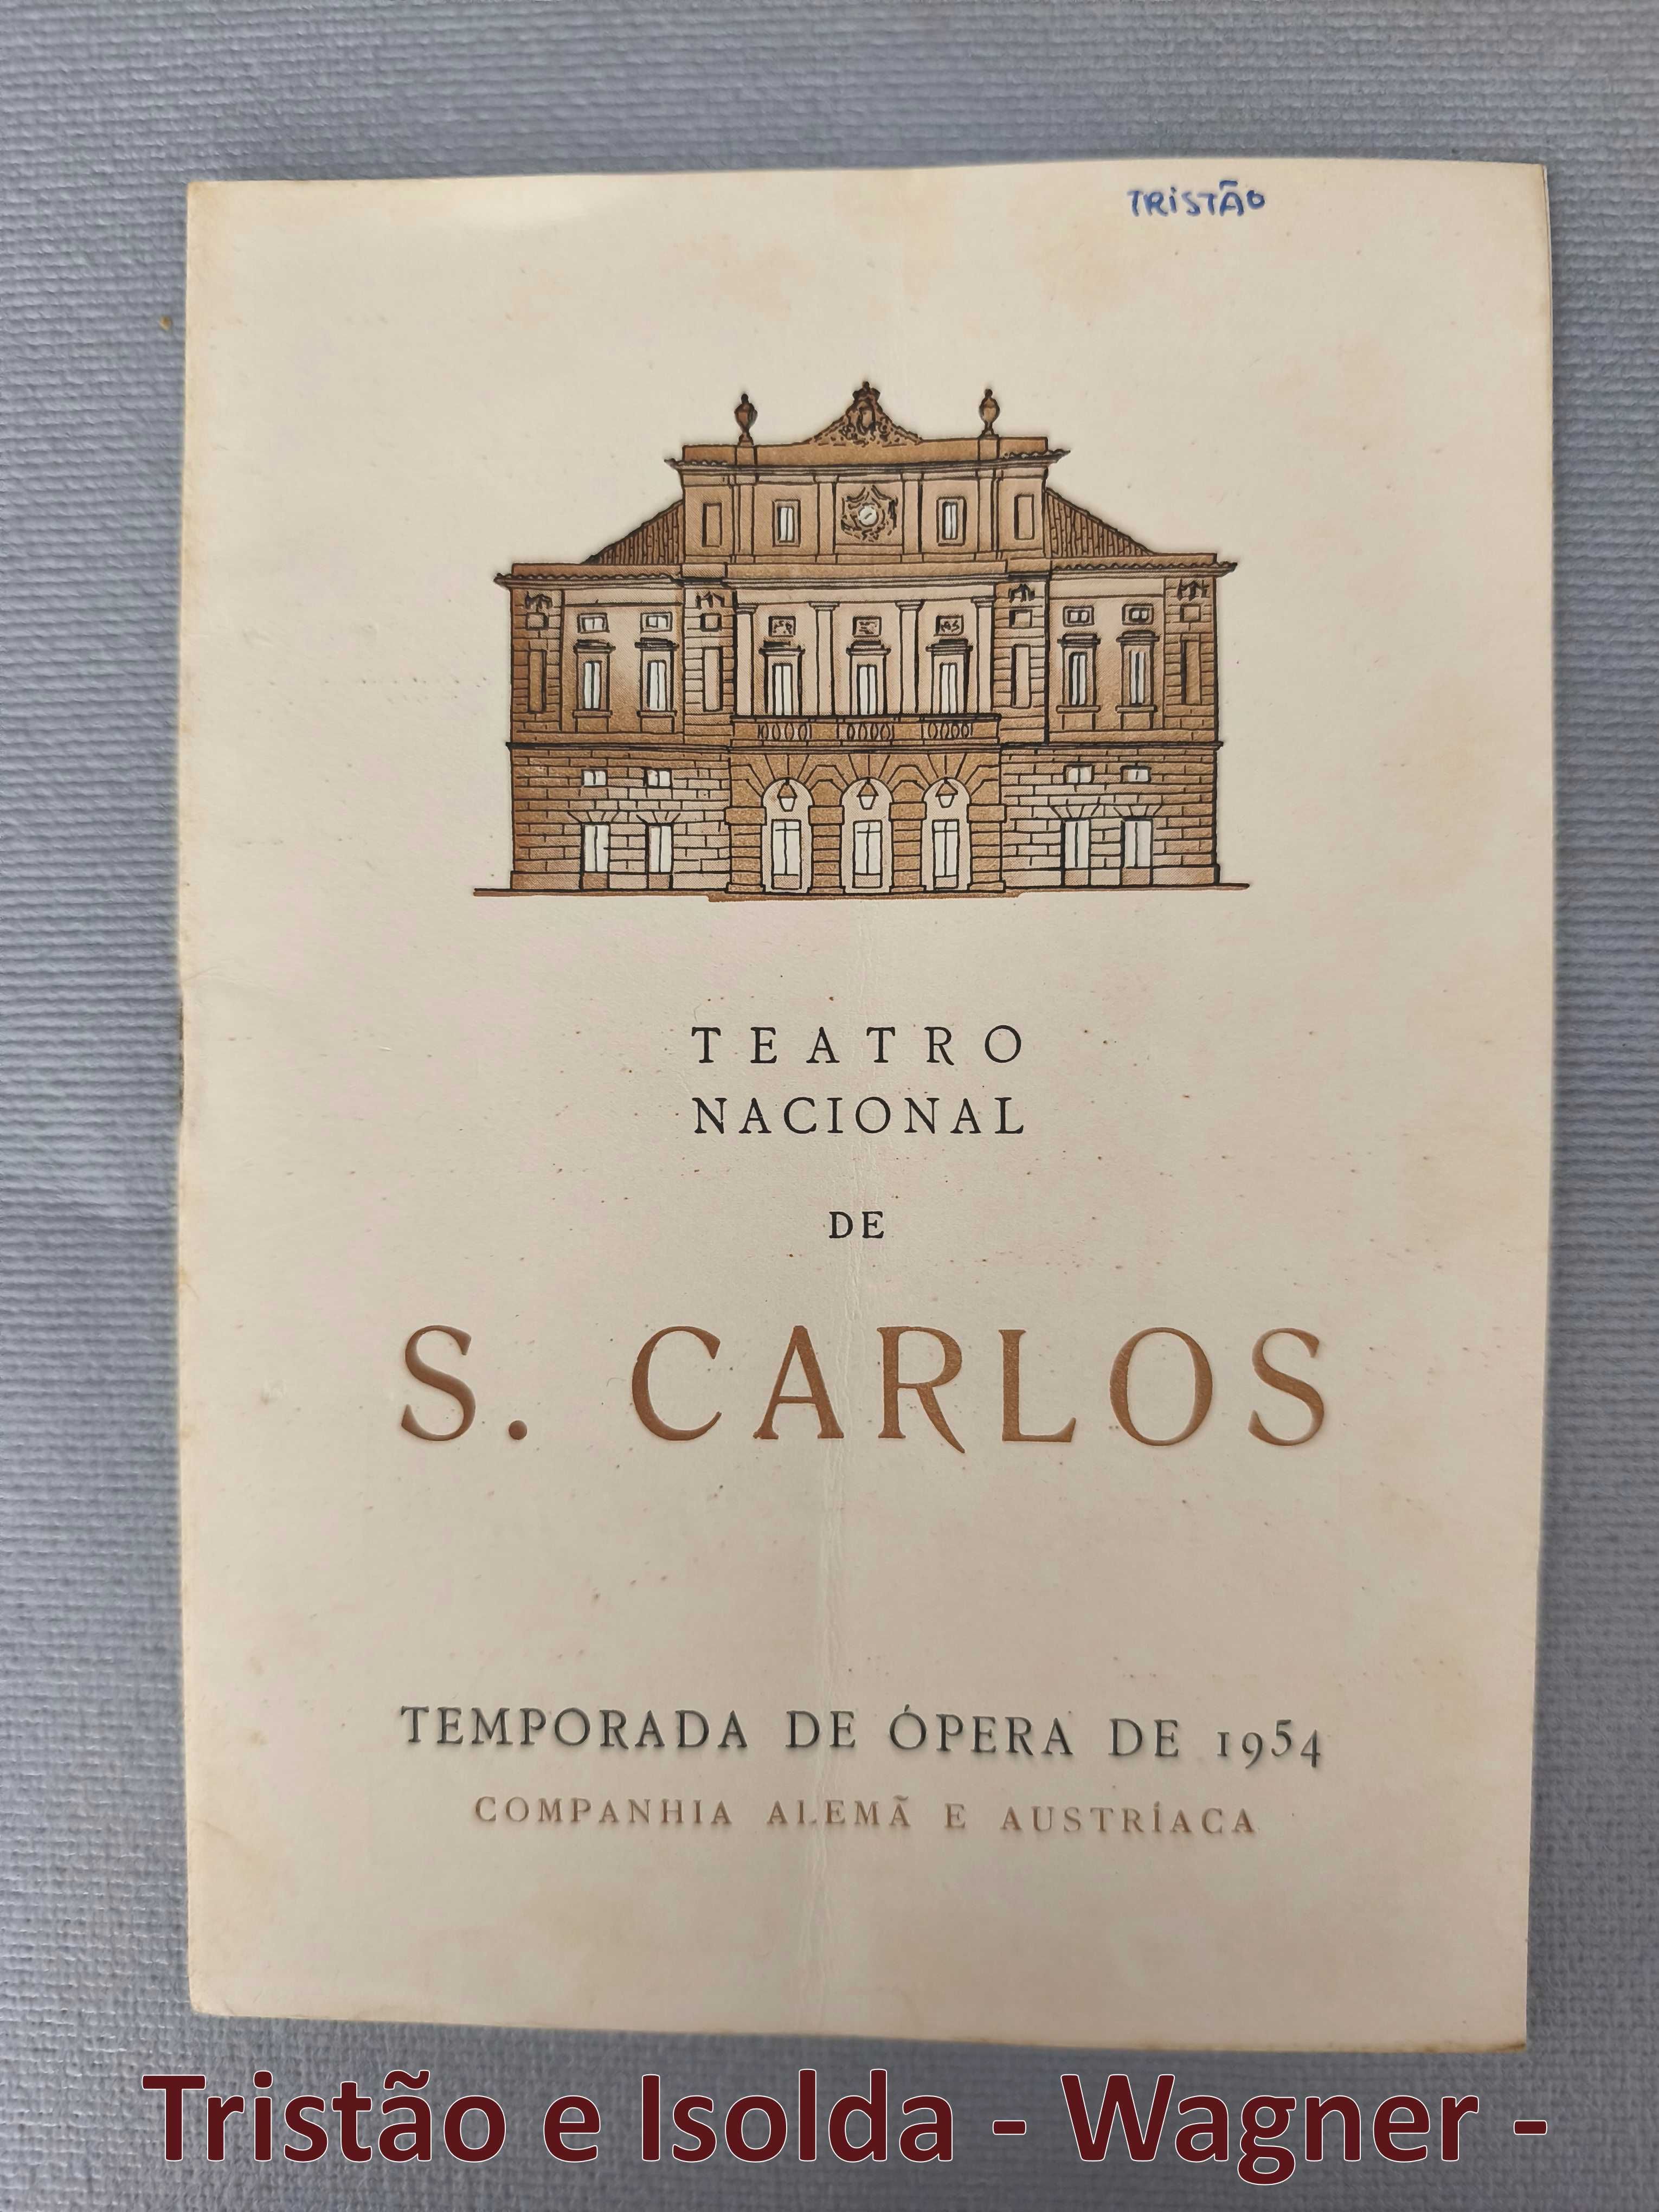 TRISTÃO
TEATRO
NACIONAL
DE
S. CARLOS
TEMPORADA DE ÓPERA DE 1954
COMPANHIA ALEMÃ E AUSTRÍACA
Tristão e Isolda - Wagner -